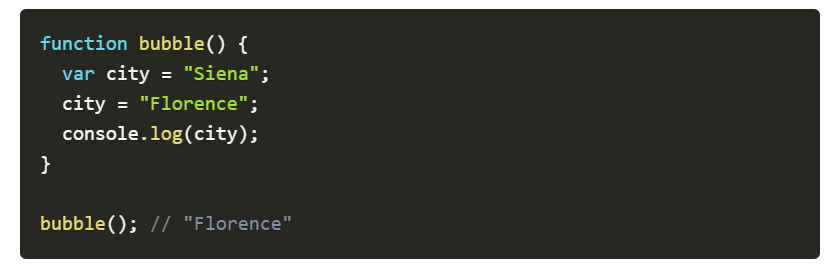 function bubble() {
  var city = "Siena";
  city = "Florence";
  console.log(city);
}

bubble(); // "Florence"